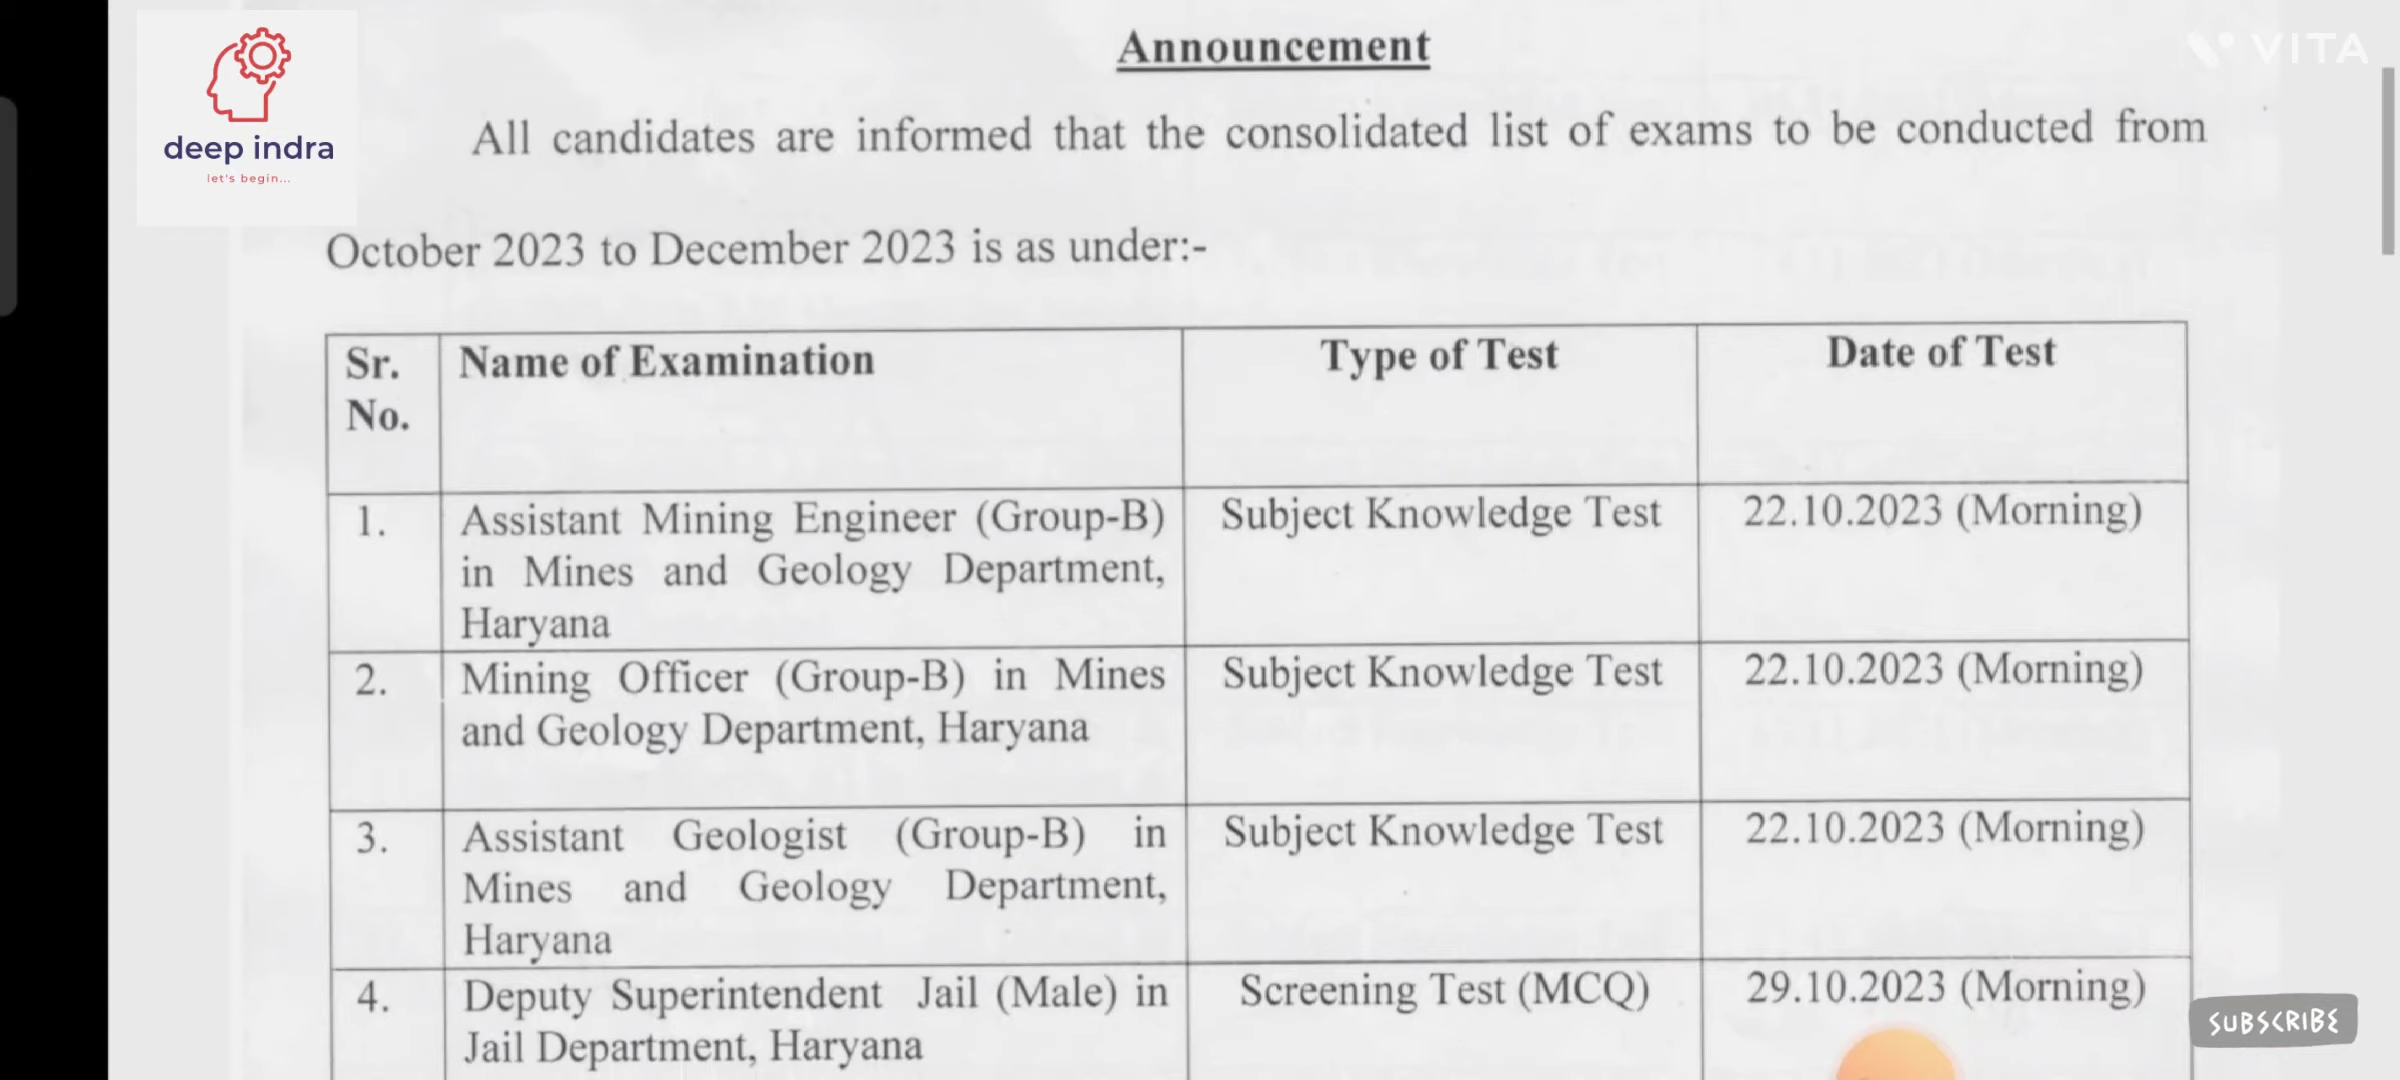 Announcement
VITA
deep indra
let's begin...
All candidates are informed that the consolidated list of exams to be conducted from
October 2023 to December 2023 is as under:-
Sr. No.
Name of Examination
Type of Test
Date of Test
1.
Assistant Mining Engineer (Group-B)
in Mines and Geology Department,
Haryana
Subject Knowledge Test
22.10.2023 (Morning)
2.
Mining Officer (Group-B) in Mines
and Geology Department, Haryana
Subject Knowledge Test
22.10.2023 (Morning)
3.
Assistant Geologist (Group-B) in
Mines and Geology Department,
Haryana
Subject Knowledge Test
22.10.2023 (Morning)
4.
Deputy Superintendent Jail (Male) in
Jail Department, Haryana
Screening Test (MCQ)
29.10.2023 (Morning)
SUBSCRIBE